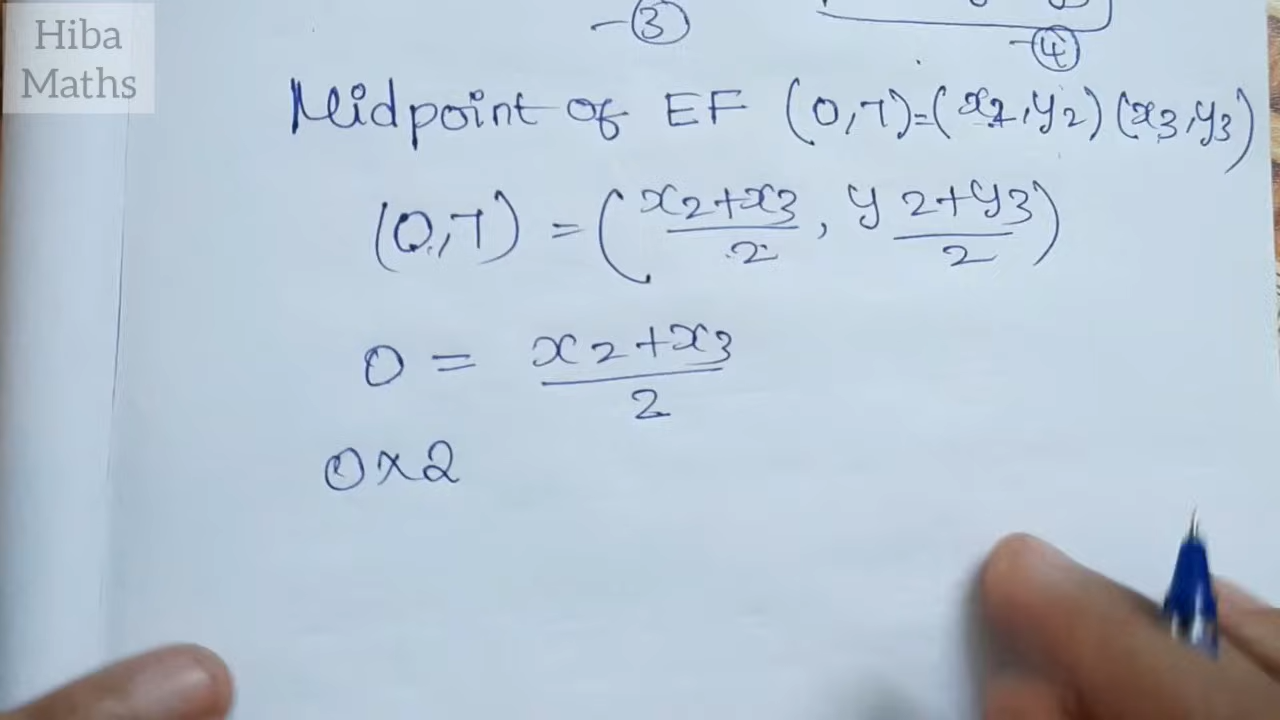 Hiba
Maths
-③
-④
Midpoint of EF (0,7)=(x2,y2)(x3,y3)
(0,7) = (x2+x3/2, y2+y3/2)
0 = x2+x3/2
0×2